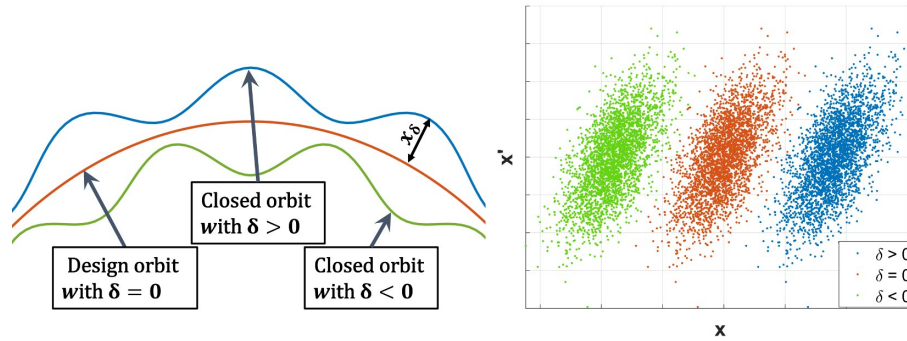 x_δ
Closed orbit
with δ > 0
Design orbit
with δ = 0
Closed orbit
with δ < 0
x'
x
δ > 0
δ = 0
δ < 0